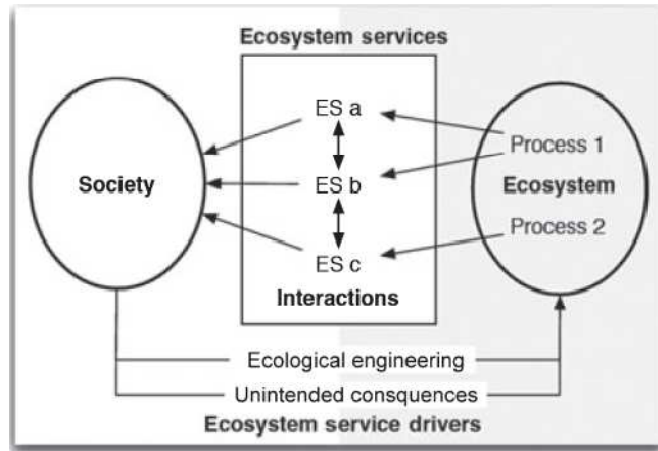 Ecosystem services
ES a
Process 1
Society
ES b
Ecosystem
Process 2
ES c
Interactions
Ecological engineering
Unintended consquences
Ecosystem service drivers